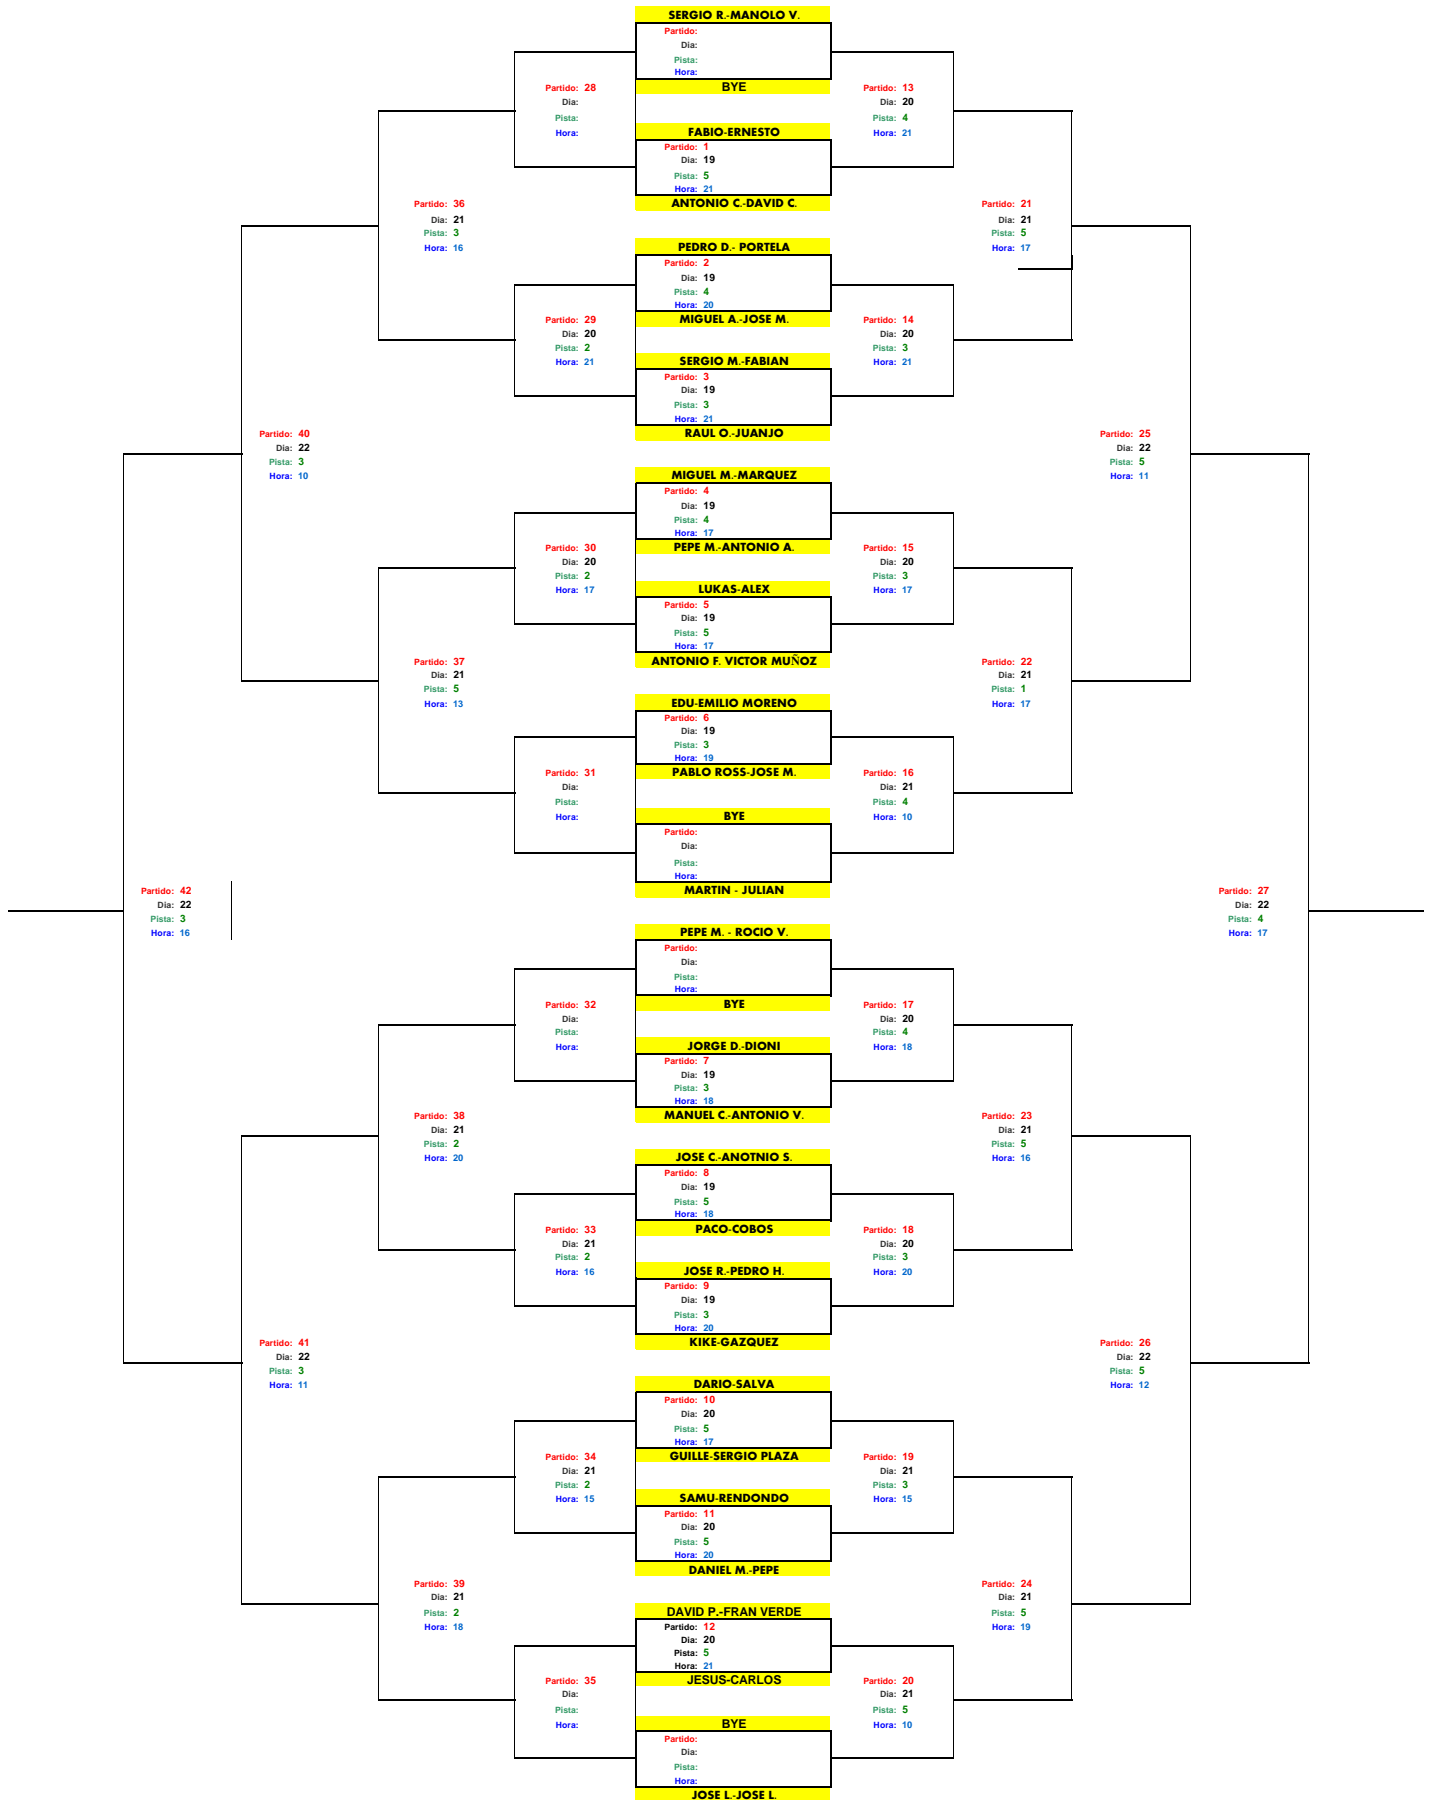 SERGIO R.-MANOLO V.
Partido:
Dia:
Pista:
Hora:
BYE
Partido: 28
Dia:
Pista:
Hora:
Partido: 13
Dia: 20
Pista: 4
Hora: 21
FABIO-ERNESTO
Partido: 1
Dia: 19
Pista: 5
Hora: 21
ANTONIO C.-DAVID C.
Partido: 36
Dia: 21
Pista: 3
Hora: 16
Partido: 21
Dia: 21
Pista: 5
Hora: 17
PEDRO D.- PORTELA
Partido: 2
Dia: 19
Pista: 4
Hora: 20
MIGUEL A.-JOSE M.
Partido: 29
Dia: 20
Pista: 2
Hora: 21
Partido: 14
Dia: 20
Pista: 3
Hora: 21
SERGIO M.-FABIAN
Partido: 3
Dia: 19
Pista: 3
Hora: 21
RAUL O.-JUANJO
Partido: 40
Dia: 22
Pista: 3
Hora: 10
Partido: 25
Dia: 22
Pista: 5
Hora: 11
MIGUEL M.-MARQUEZ
Partido: 4
Dia: 19
Pista: 4
Hora: 17
PEPE M.-ANTONIO A.
Partido: 30
Dia: 20
Pista: 2
Hora: 17
Partido: 15
Dia: 20
Pista: 3
Hora: 17
LUKAS-ALEX
Partido: 5
Dia: 19
Pista: 5
Hora: 17
ANTONIO F. VICTOR MUÑOZ
Partido: 37
Dia: 21
Pista: 5
Hora: 13
Partido: 22
Dia: 21
Pista: 1
Hora: 17
EDU-EMILIO MORENO
Partido: 6
Dia: 19
Pista: 3
Hora: 19
PABLO ROSS-JOSE M.
Partido: 31
Dia:
Pista:
Hora:
Partido: 16
Dia: 21
Pista: 4
Hora: 10
BYE
Partido:
Dia:
Pista:
Hora:
MARTIN - JULIAN
Partido: 42
Dia: 22
Pista: 3
Hora: 16
Partido: 27
Dia: 22
Pista: 4
Hora: 17
PEPE M. - ROCIO V.
Partido:
Dia:
Pista:
Hora:
BYE
Partido: 32
Dia:
Pista:
Hora:
Partido: 17
Dia: 20
Pista: 4
Hora: 18
JORGE D.-DIONI
Partido: 7
Dia: 19
Pista: 3
Hora: 18
MANUEL C.-ANTONIO V.
Partido: 38
Dia: 21
Pista: 2
Hora: 20
Partido: 23
Dia: 21
Pista: 5
Hora: 16
JOSE C.-ANOTNIO S.
Partido: 8
Dia: 19
Pista: 5
Hora: 18
PACO-COBOS
Partido: 33
Dia: 21
Pista: 2
Hora: 16
Partido: 18
Dia: 20
Pista: 3
Hora: 20
JOSE R.-PEDRO H.
Partido: 9
Dia: 19
Pista: 3
Hora: 20
KIKE-GAZQUEZ
Partido: 41
Dia: 22
Pista: 3
Hora: 11
Partido: 26
Dia: 22
Pista: 5
Hora: 12
DARIO-SALVA
Partido: 10
Dia: 20
Pista: 5
Hora: 17
GUILLE-SERGIO PLAZA
Partido: 34
Dia: 21
Pista: 2
Hora: 15
Partido: 19
Dia: 21
Pista: 3
Hora: 15
SAMU-RENDONDO
Partido: 11
Dia: 20
Pista: 5
Hora: 20
DANIEL M.-PEPE
Partido: 39
Dia: 21
Pista: 2
Hora: 18
Partido: 24
Dia: 21
Pista: 5
Hora: 19
DAVID P.-FRAN VERDE
Partido: 12
Dia: 20
Pista: 5
Hora: 21
JESUS-CARLOS
Partido: 35
Dia:
Pista:
Hora:
Partido: 20
Dia: 21
Pista: 5
Hora: 10
BYE
Partido:
Dia:
Pista:
Hora:
JOSE L.-JOSE L.